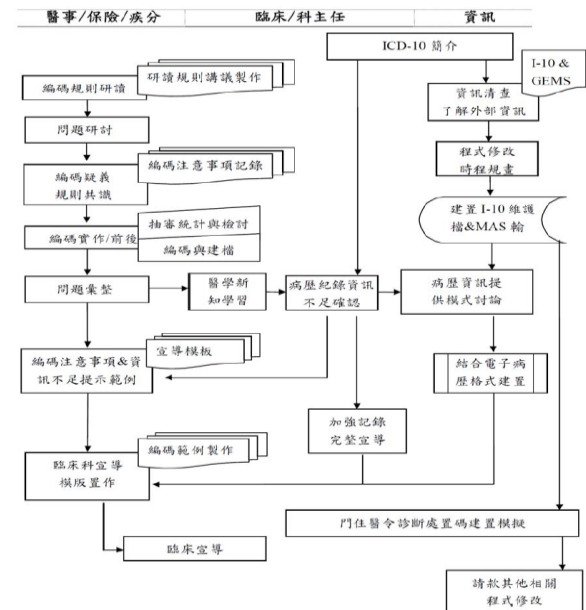 醫事/保險/疾分
臨床/科主任
資訊
ICD-10 簡介
I-10 &
GEMS
研讀規則講議製作
編碼規則研讀
資訊清查
了解外部資訊
問題研討
程式修改
時程規畫
編碼注意事項記錄
編碼疑義
規則共識
建置 I-10 維護
檔&MAS 輸
抽審統計與檢討
編碼實作/前後
編碼與建檔
問題彙整
醫學新
知學習
病歷紀錄資訊
不足確認
病歷資訊提
供模式討論
宣導模板
編碼注意事項&資
訊不足提示範例
結合電子病
歷格式建置
加強記錄
完整宣導
編碼範例製作
臨床科宣導
模版置作
門住醫令診斷處置碼建置模擬
臨床宣導
請款其他相關
程式修改